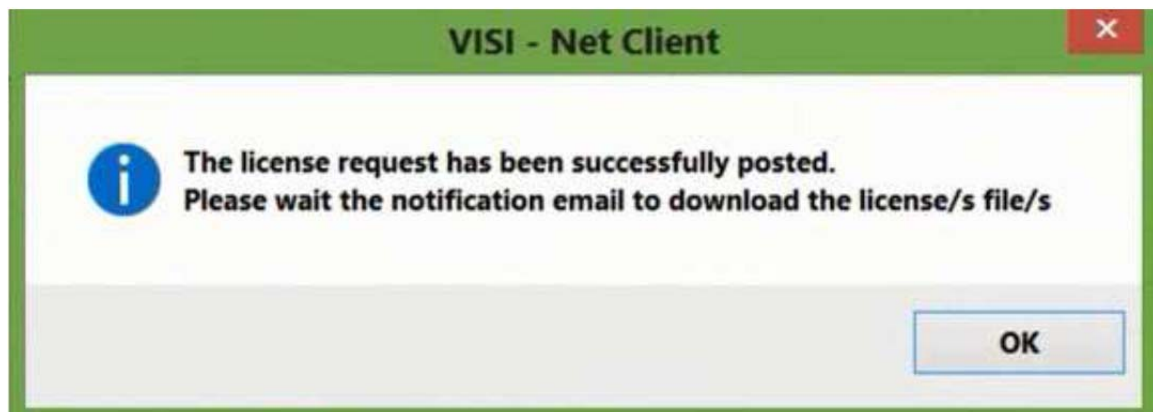 VISI - Net Client
The license request has been successfully posted.
Please wait the notification email to download the license/s file/s
OK